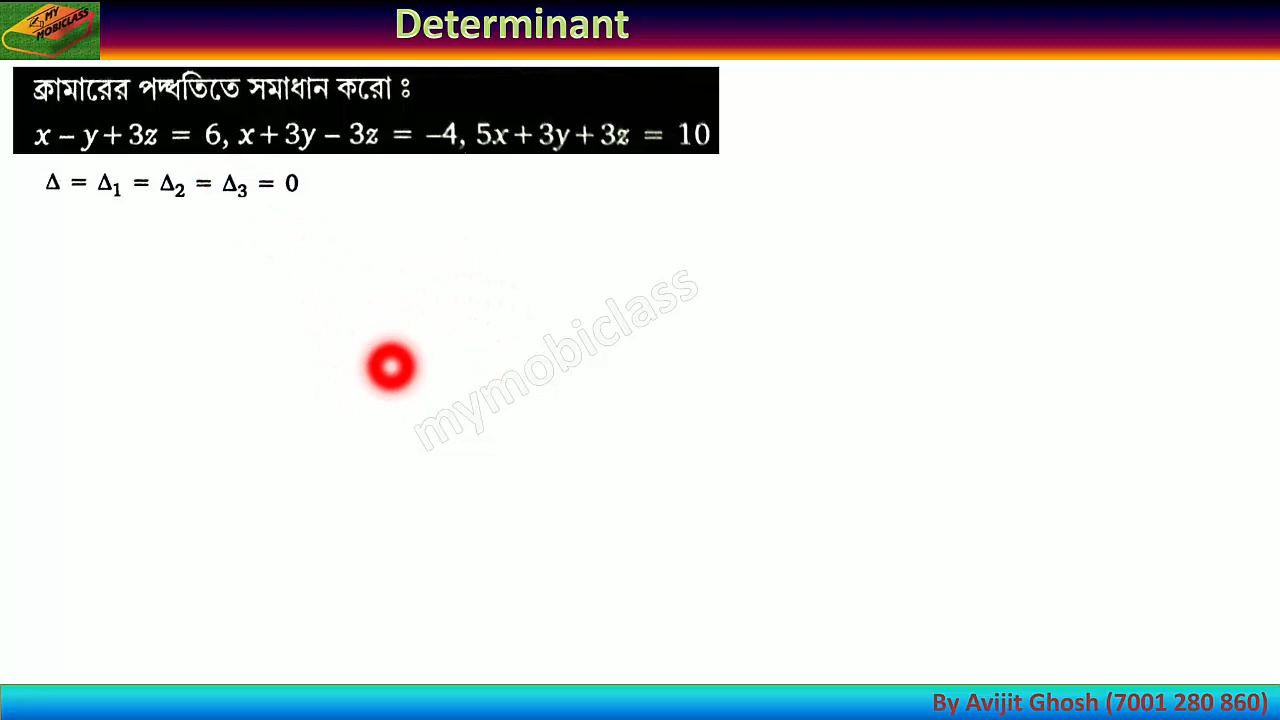 MY
MOBICLASS
Determinant
ক্রামারের পদ্ধতিতে সমাধান করো ঃ
x − y + 3z = 6, x + 3y − 3z = −4, 5x + 3y + 3z = 10
Δ = Δ₁ = Δ₂ = Δ₃ = 0
mymobiclass
By Avijit Ghosh (7001 280 860)